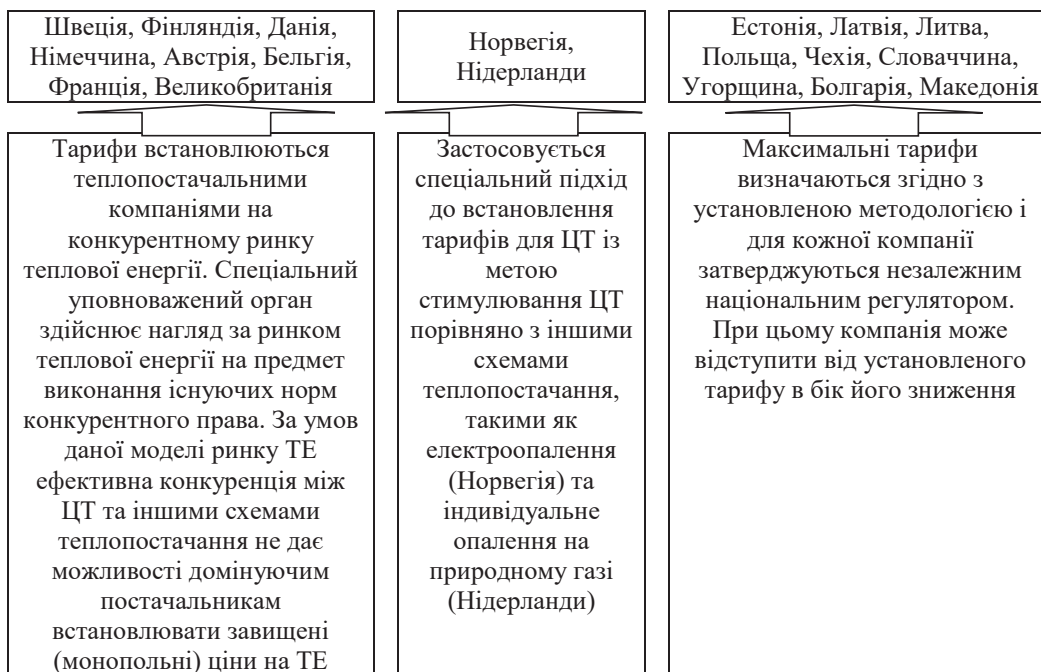 Швеція, Фінляндія, Данія,
Німеччина, Австрія, Бельгія,
Франція, Великобританія
Норвегія,
Нідерланди
Естонія, Латвія, Литва,
Польща, Чехія, Словаччина,
Угорщина, Болгарія, Македонія
Тарифи встановлюються
теплопостачальними
компаніями на
конкурентному ринку
теплової енергії. Спеціальний
уповноважений орган
здійснює нагляд за ринком
теплової енергії на предмет
виконання існуючих норм
конкурентного права. За умов
даної моделі ринку ТЕ
ефективна конкуренція між
ЦТ та іншими схемами
теплопостачання не дає
можливості домінуючим
постачальникам
встановлювати завищені
(монопольні) ціни на ТЕ
Застосовується
спеціальний підхід
до встановлення
тарифів для ЦТ із
метою
стимулювання ЦТ
порівняно з іншими
схемами
теплопостачання,
такими як
електроопалення
(Норвегія) та
індивідуальне
опалення на
природному газі
(Нідерланди)
Максимальні тарифи
визначаються згідно з
установленою методологією і
для кожної компанії
затверджуються незалежним
національним регулятором.
При цьому компанія може
відступити від установленого
тарифу в бік його зниження